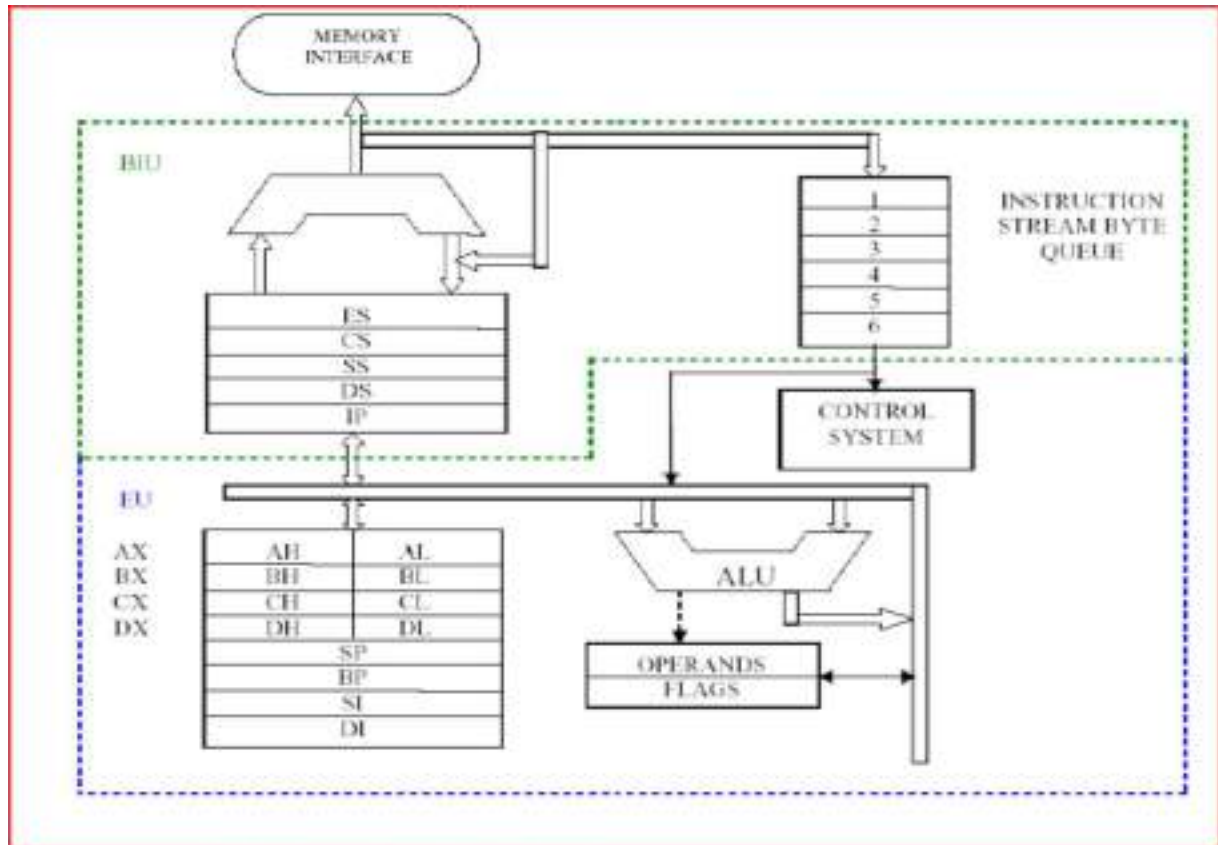 MEMORY
INTERFACE
BIU
1
2
3
4
5
6
INSTRUCTION
STREAM BYTE
QUEUE
ES
CS
SS
DS
IP
CONTROL
SYSTEM
EU
AX
BX
CX
DX
AH AL
BH BL
CH CL
DH DL
SP
BP
SI
DI
ALU
OPERANDS
FLAGS